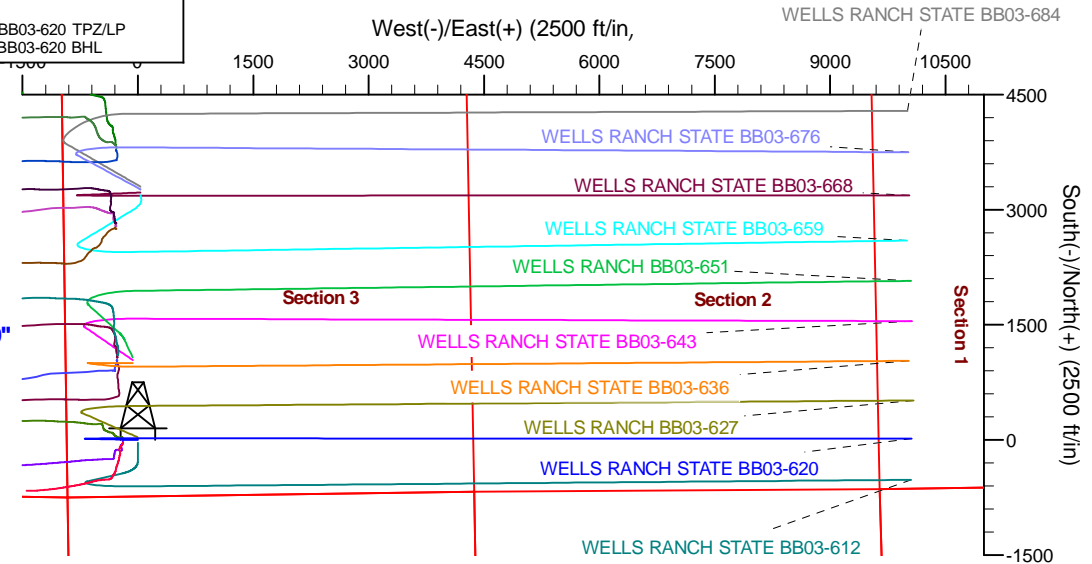 WELLS RANCH STATE BB03-684
BB03-620 TPZ/LP
BB03-620 BHL
West(-)/East(+) (2500 ft/in,
0 1500 3000 4500 6000 7500 9000 10500
4500
WELLS RANCH STATE BB03-676
WELLS RANCH STATE BB03-668
3000
WELLS RANCH STATE BB03-659
WELLS RANCH BB03-651
Section 3
Section 2
Section 1
South(-)/North(+) (2500 ft/in)
1500
WELLS RANCH STATE BB03-643
WELLS RANCH STATE BB03-636
WELLS RANCH BB03-627
0
WELLS RANCH STATE BB03-620
WELLS RANCH STATE BB03-612
-1500